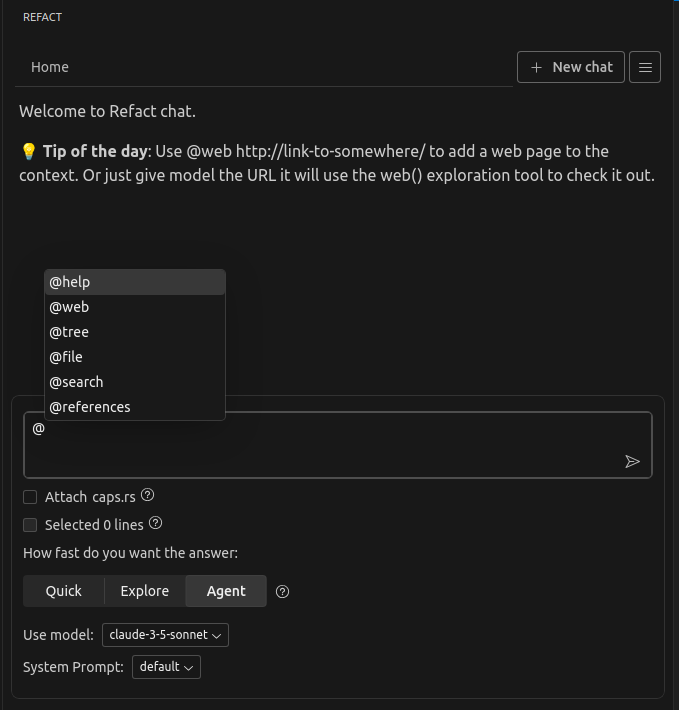 REFACT
Home
+ New chat
Welcome to Refact chat.
💡 Tip of the day: Use @web http://link-to-somewhere/ to add a web page to the
context. Or just give model the URL it will use the web() exploration tool to check it out.
@help
@web
@tree
@file
@search
@references
@
Attach caps.rs ?
Selected 0 lines ?
How fast do you want the answer:
Quick Explore Agent ?
Use model: claude-3-5-sonnet
System Prompt: default